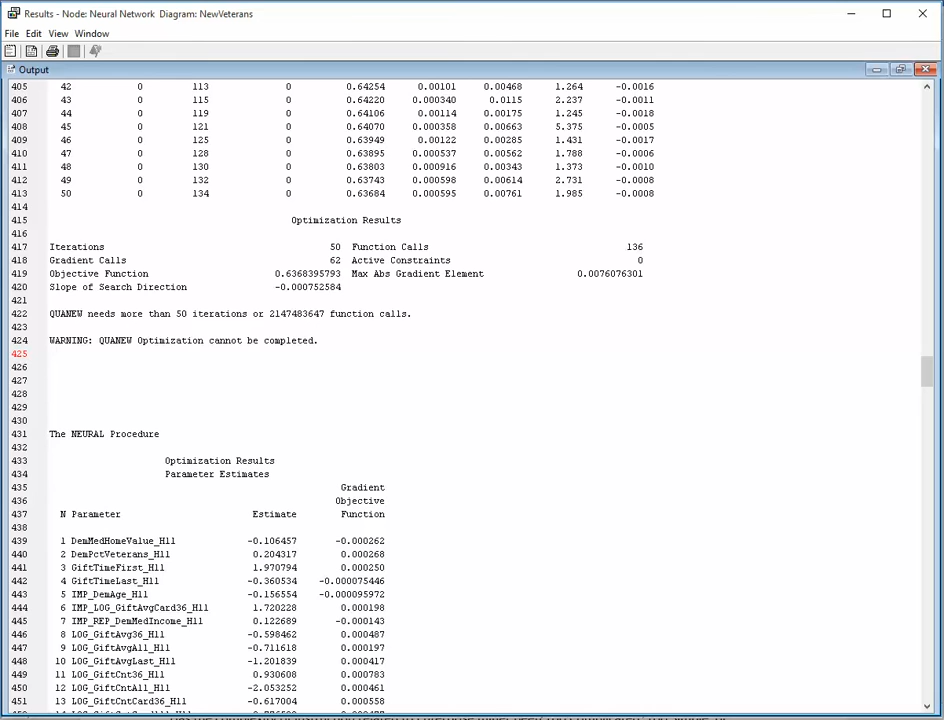 Results - Node: Neural Network  Diagram: NewVeterans
File  Edit  View  Window
Output
405  42  0  113  0  0.64254  0.00101  0.00468  1.264  -0.0016
406  43  0  115  0  0.64220  0.000340  0.0115  2.237  -0.0011
407  44  0  119  0  0.64106  0.00114  0.00175  1.245  -0.0018
408  45  0  121  0  0.64070  0.000358  0.00663  5.375  -0.0005
409  46  0  125  0  0.63949  0.00122  0.00285  1.431  -0.0017
410  47  0  128  0  0.63895  0.000537  0.00562  1.788  -0.0006
411  48  0  130  0  0.63803  0.000916  0.00343  1.373  -0.0010
412  49  0  132  0  0.63743  0.000598  0.00614  2.731  -0.0008
413  50  0  134  0  0.63684  0.000595  0.00761  1.985  -0.0008
414
415  Optimization Results
416
417  Iterations  50  Function Calls  136
418  Gradient Calls  62  Active Constraints  0
419  Objective Function  0.6368395793  Max Abs Gradient Element  0.0076076301
420  Slope of Search Direction  -0.000752584
421
422  QUANEW needs more than 50 iterations or 2147483647 function calls.
423
424  WARNING: QUANEW Optimization cannot be completed.
425
426
427
428
429
430
431  The NEURAL Procedure
432
433  Optimization Results
434  Parameter Estimates
435  Gradient
436  Objective
437  N Parameter  Estimate  Function
438
439  1 DemMedHomeValue_H11  -0.106457  -0.000262
440  2 DemPctVeterans_H11  0.204317  0.000268
441  3 GiftTimeFirst_H11  1.970794  0.000250
442  4 GiftTimeLast_H11  -0.360534  -0.000075446
443  5 IMP_DemAge_H11  -0.156554  -0.000095972
444  6 IMP_LOG_GiftAvgCard36_H11  1.720228  0.000198
445  7 IMP_REP_DemMedIncome_H11  0.122689  -0.000143
446  8 LOG_GiftAvg36_H11  -0.598462  0.000487
447  9 LOG_GiftAvgAll_H11  -0.711618  0.000197
448  10 LOG_GiftAvgLast_H11  -1.201839  0.000417
449  11 LOG_GiftCnt36_H11  0.930608  0.000783
450  12 LOG_GiftCntAll_H11  -2.053252  0.000461
451  13 LOG_GiftCntCard36_H11  -0.617004  0.000558